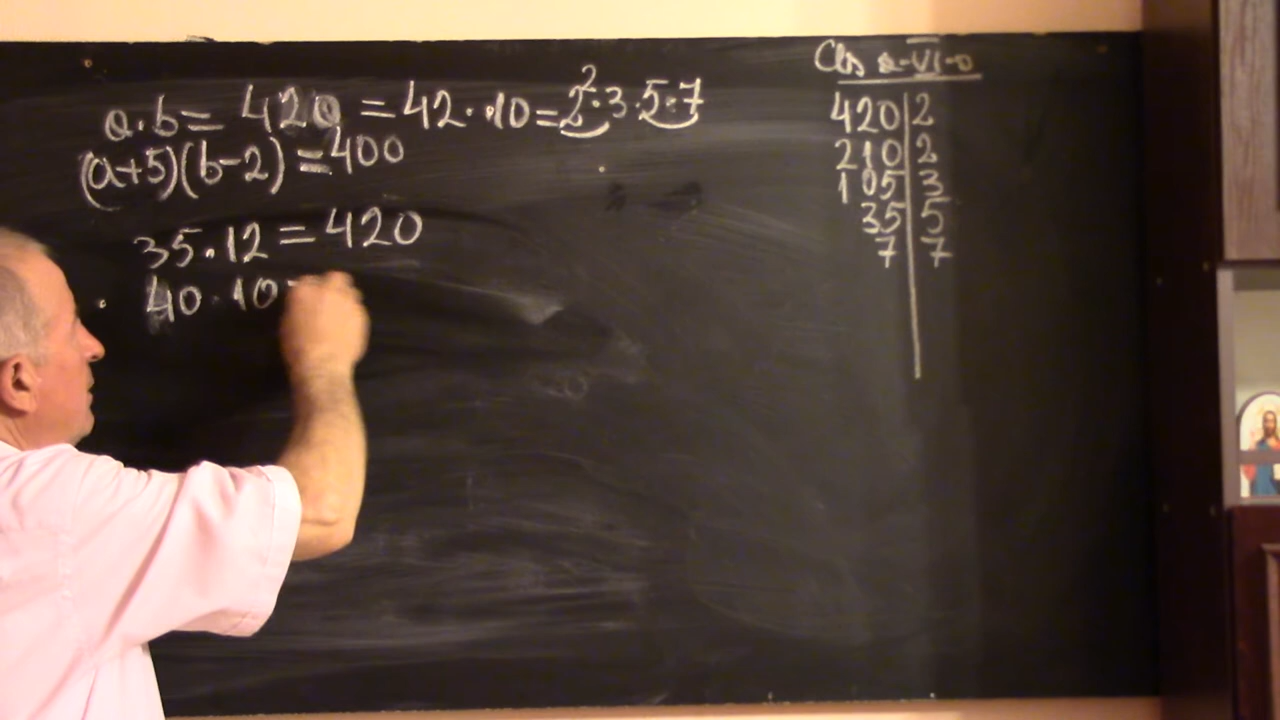 a·b= 420 = 42·10=2²·3·5·7
(a+5)(b-2) =400
35·12=420
40·10=
Cls a-VI-a
420|2
210|2
105|3
35|5
7|7